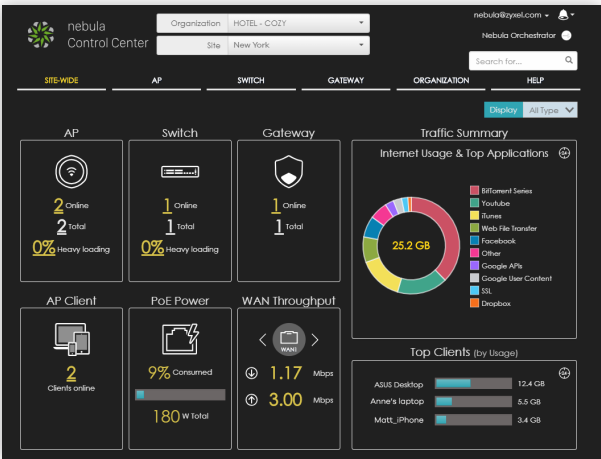 nebula
Control Center
Organization HOTEL - COZY
Site New York
nebula@zyxel.com
Nebula Orchestrator
Search for...
SITE-WIDE AP SWITCH GATEWAY ORGANIZATION HELP
Display All Type
AP
2 Online
2 Total
0% Heavy loading
Switch
1 Online
1 Total
0% Heavy loading
Gateway
1 Online
1 Total
Traffic Summary
Internet Usage & Top Applications
24H
25.2 GB
BitTorrent Series
Youtube
iTunes
Web File Transfer
Facebook
Other
Google APIs
Google User Content
SSL
Dropbox
AP Client
2
Clients online
PoE Power
9% Consumed
180 W Total
WAN Throughput
WAN1
1.17 Mbps
3.00 Mbps
Top Clients (by Usage)
24H
ASUS Desktop 12.4 GB
Anne's laptop 5.5 GB
Matt_iPhone 3.4 GB